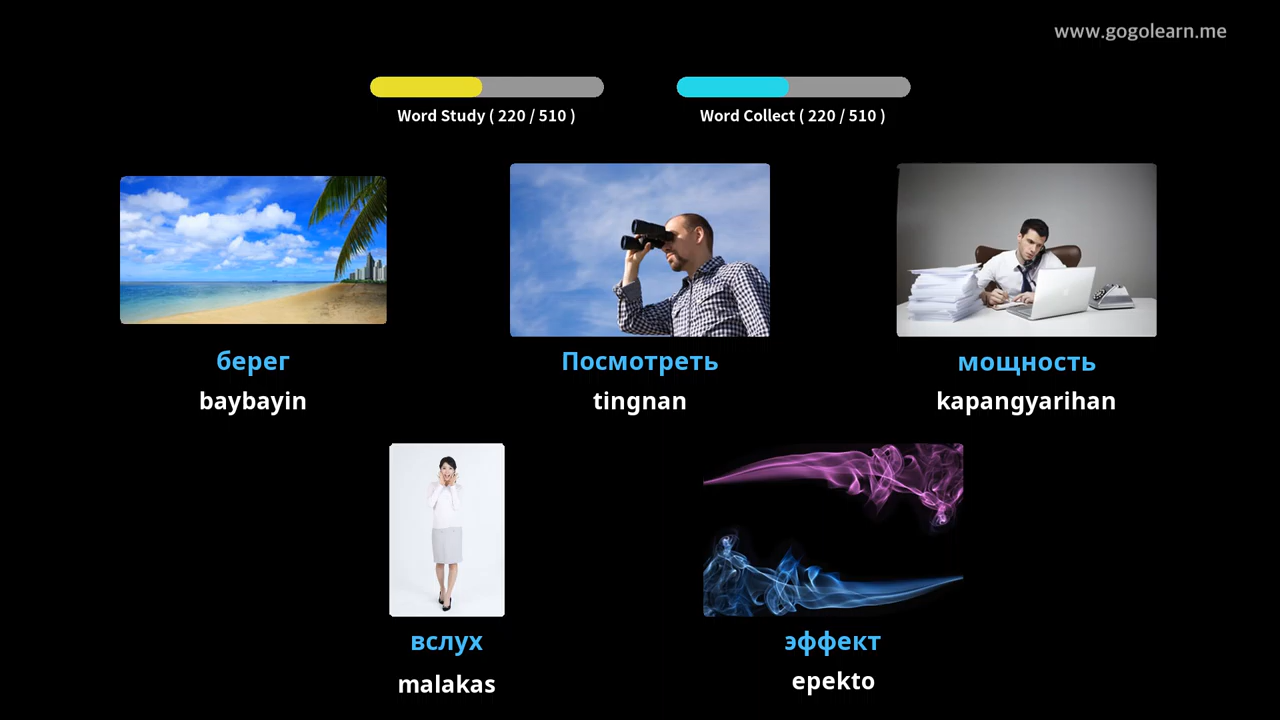 www.gogolearn.me
Word Study ( 220 / 510 )
Word Collect ( 220 / 510 )
берег
baybayin
Посмотреть
tingnan
мощность
kapangyarihan
вслух
malakas
эффект
epekto